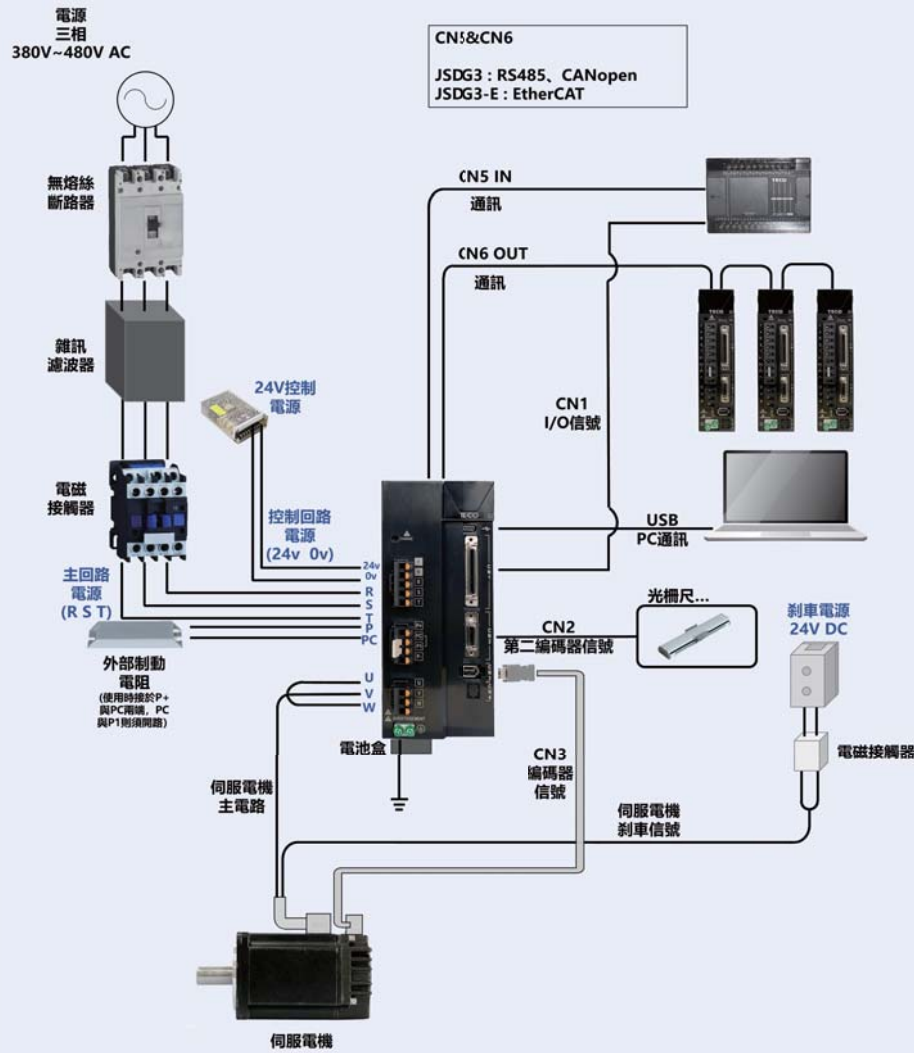 電源
三相
380V~480V AC
CN5&CN6
JSDG3 : RS485、CANopen
JSDG3-E : EtherCAT
無熔絲
斷路器
CN5 IN
通訊
CN6 OUT
通訊
TECO
雜訊
濾波器
24V控制
電源
CN1
I/O信號
電磁
接觸器
控制回路
電源
(24v 0v)
USB
PC通訊
主回路
電源
(R S T)
24v
0v
R
S
T
P
PC
U
V
W
外部制動
電阻
(使用時接於P+
與PC兩端，PC
與P1則須開路)
CN2
第二編碼器信號
光柵尺...
刹車電源
24V DC
電池盒
CN3
編碼器
信號
電磁接觸器
伺服電機
主電路
伺服電機
刹車信號
伺服電機